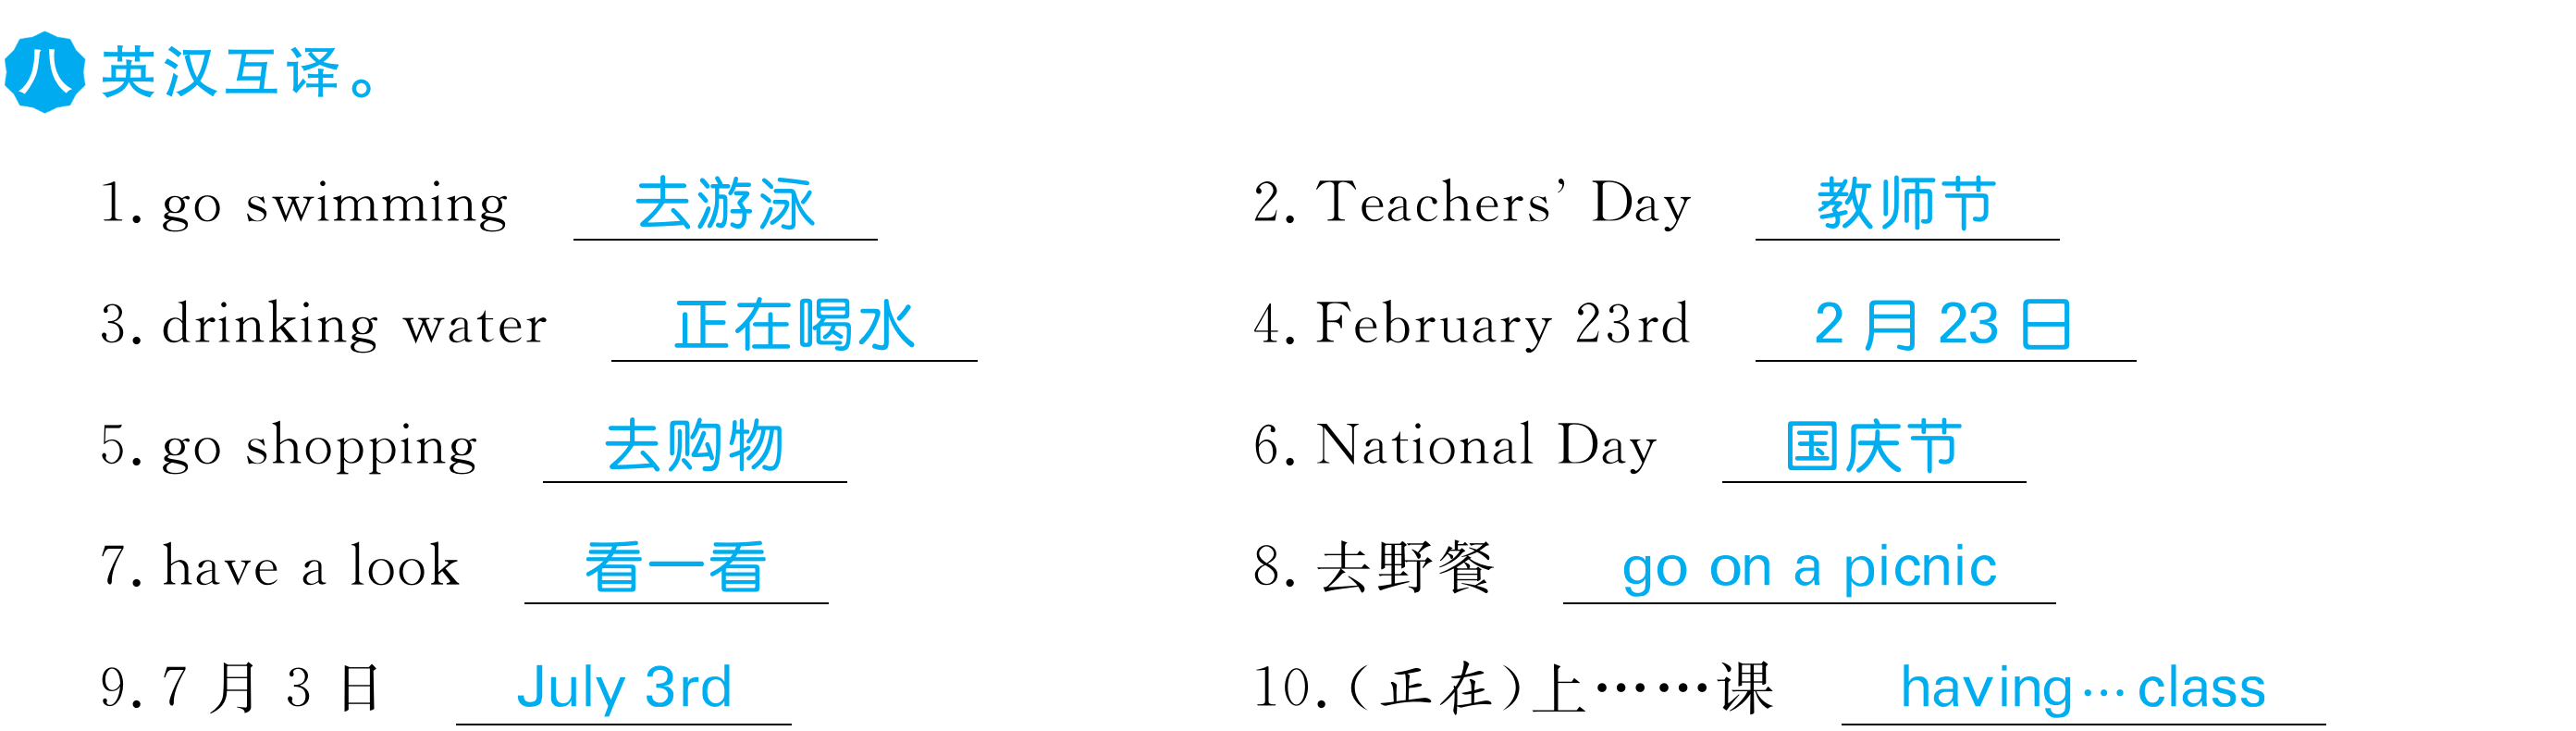 八 英汉互译。
1. go swimming 去游泳 2. Teachers’ Day 教师节
3. drinking water 正在喝水 4. February 23rd 2月23日
5. go shopping 去购物 6. National Day 国庆节
7. have a look 看一看 8. 去野餐 go on a picnic
9. 7月3日 July 3rd 10. (正在)上……课 having…class